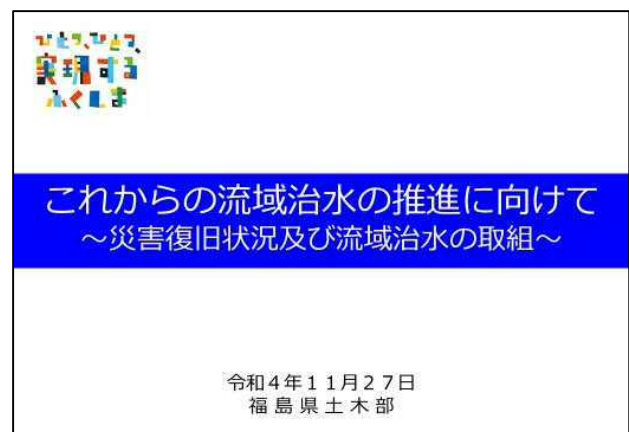 ひとつ、ひとつ、
実現する
ふくしま
これからの流域治水の推進に向けて
～災害復旧状況及び流域治水の取組～
令和4年11月27日
福島県土木部